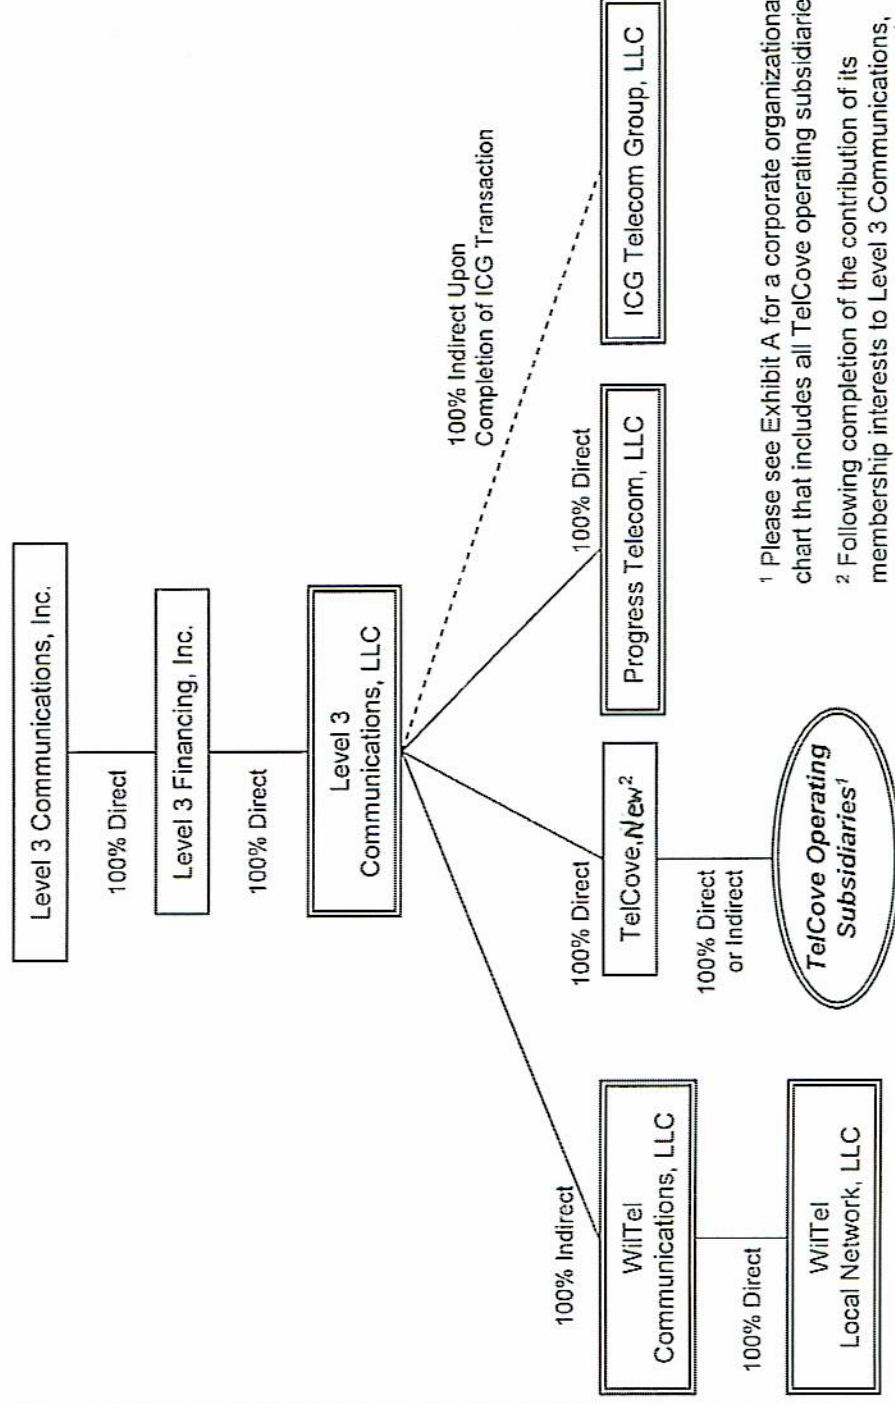 Level 3 Communications, Inc.
100% Direct
Level 3 Financing, Inc.
100% Direct
Level 3
Communications, LLC
100% Indirect
100% Direct
100% Direct
100% Indirect Upon
Completion of ICG Transaction
WilTel
Communications, LLC
TelCove, New²
Progress Telecom, LLC
ICG Telecom Group, LLC
100% Direct
100% Direct
or Indirect
WilTel
Local Network, LLC
TelCove Operating
Subsidiaries¹
¹ Please see Exhibit A for a corporate organizationa
chart that includes all TelCove operating subsidiarie
² Following completion of the contribution of its
membership interests to Level 3 Communications,